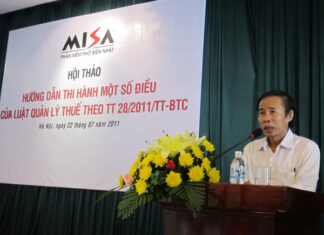 MISA
PHẦN MỀM PHỔ BIẾN NHẤT
HỘI THẢO
HƯỚNG DẪN THI HÀNH MỘT SỐ ĐIỀU
CỦA LUẬT QUẢN LÝ THUẾ THEO TT 28/2011/TT-BTC
Hà Nội, ngày 22 tháng 07 năm 2011